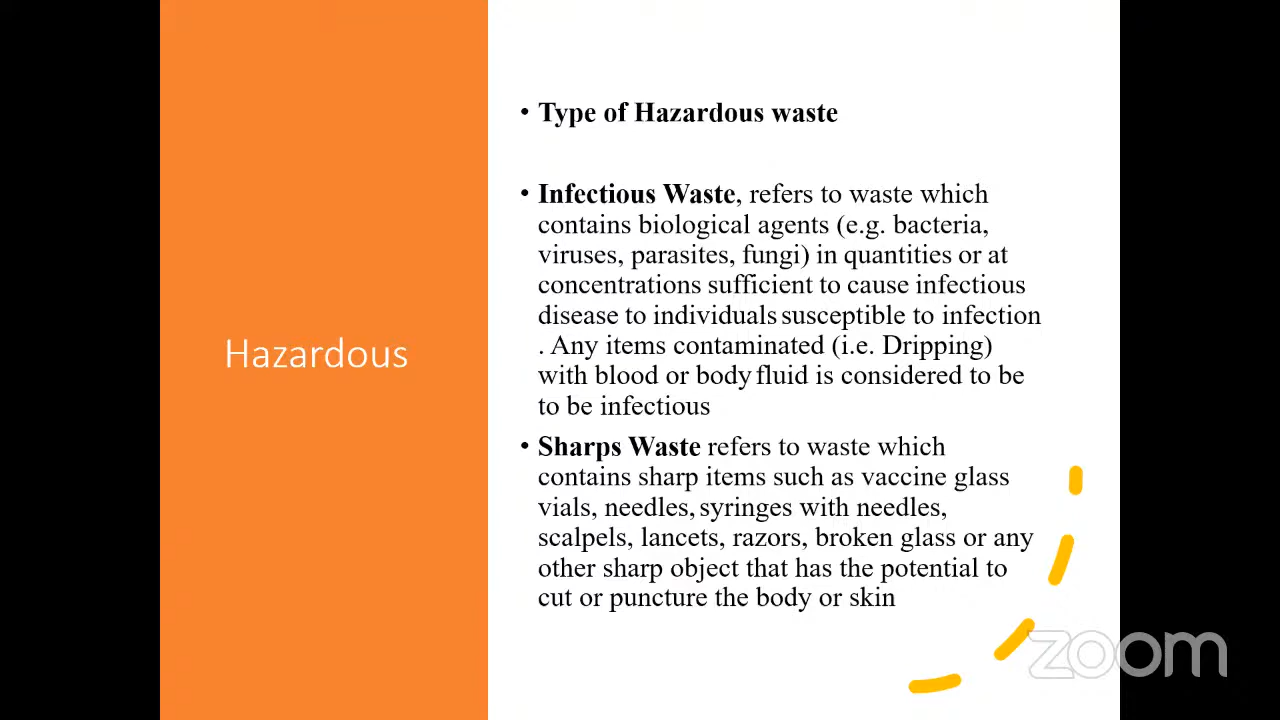 Hazardous
• Type of Hazardous waste
• Infectious Waste, refers to waste which
contains biological agents (e.g. bacteria,
viruses, parasites, fungi) in quantities or at
concentrations sufficient to cause infectious
disease to individuals susceptible to infection
. Any items contaminated (i.e. Dripping)
with blood or body fluid is considered to be
to be infectious
• Sharps Waste refers to waste which
contains sharp items such as vaccine glass
vials, needles, syringes with needles,
scalpels, lancets, razors, broken glass or any
other sharp object that has the potential to
cut or puncture the body or skin
zoom